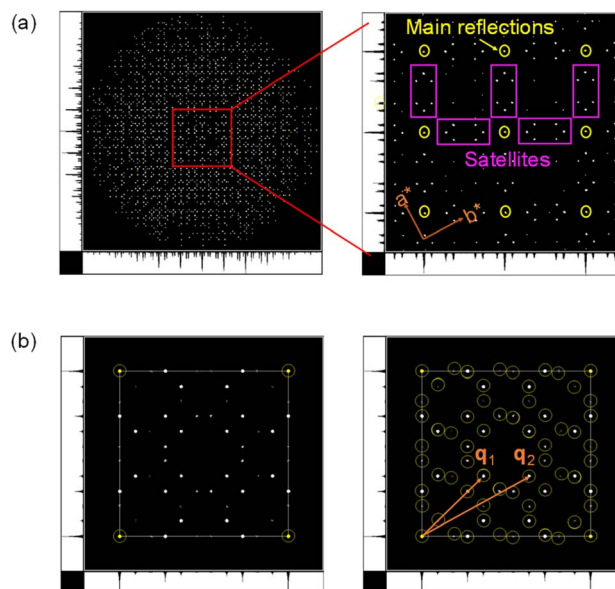 (a)
Main reflections
Satellites
a*
b*
(b)
q1
q2